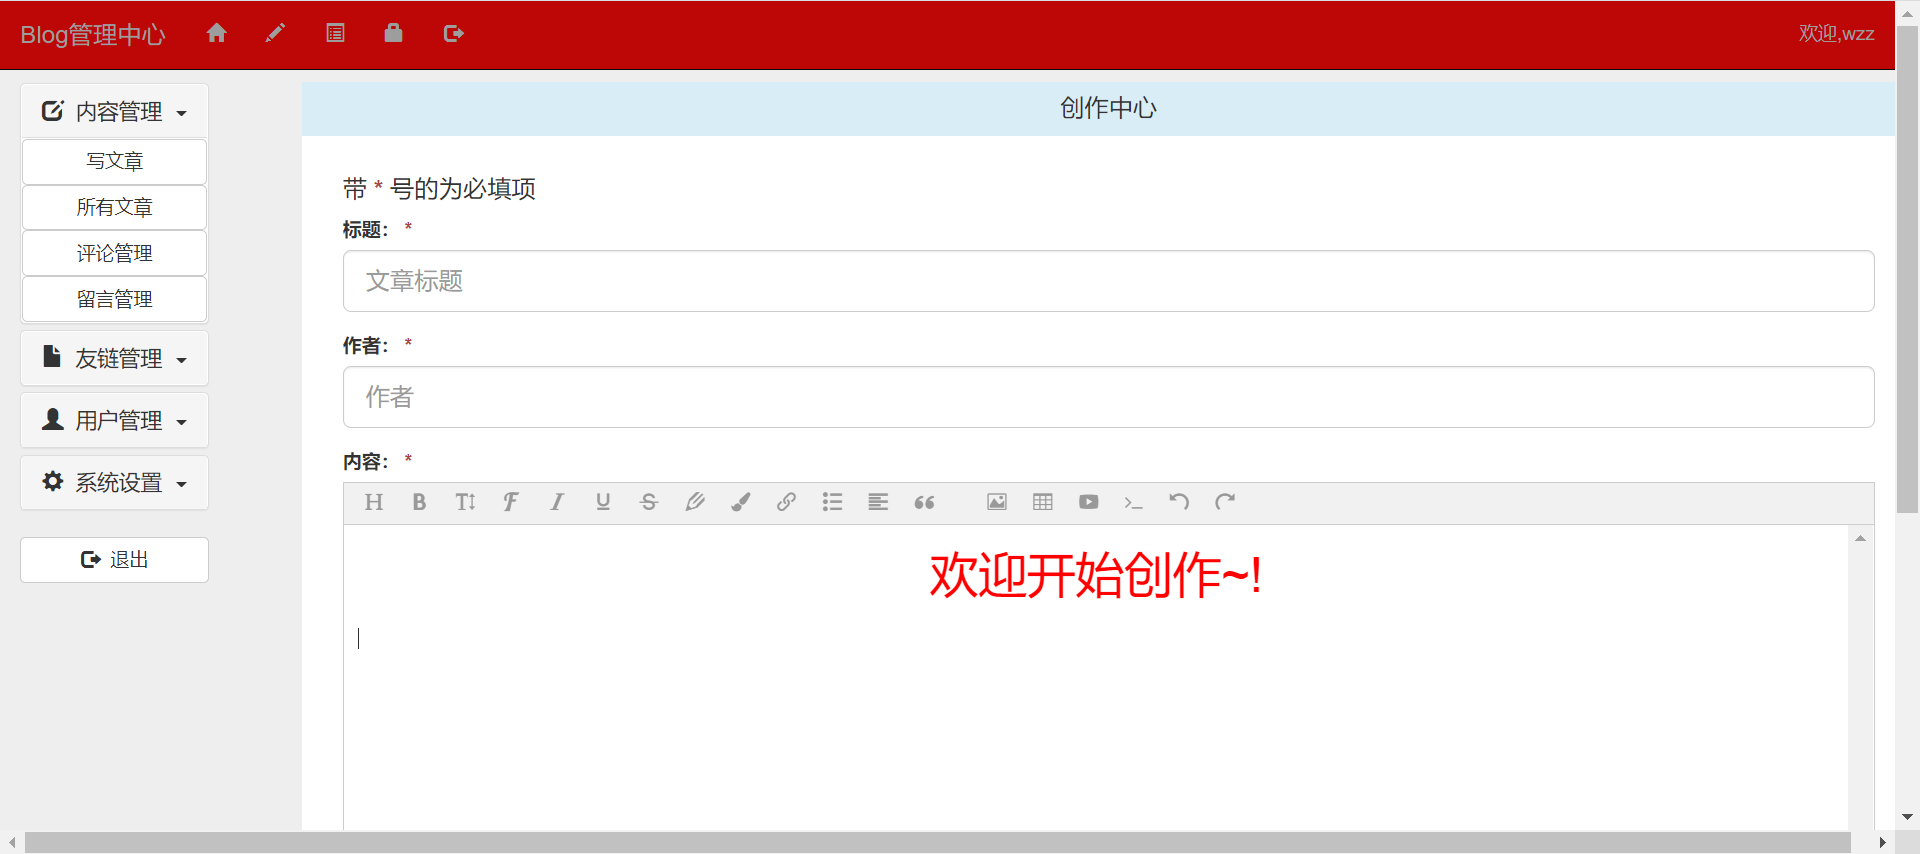 Blog管理中心
欢迎,wzz
内容管理
写文章
所有文章
评论管理
留言管理
友链管理
用户管理
系统设置
退出
创作中心
带 * 号的为必填项
标题： *
文章标题
作者： *
作者
内容： *
欢迎开始创作~!